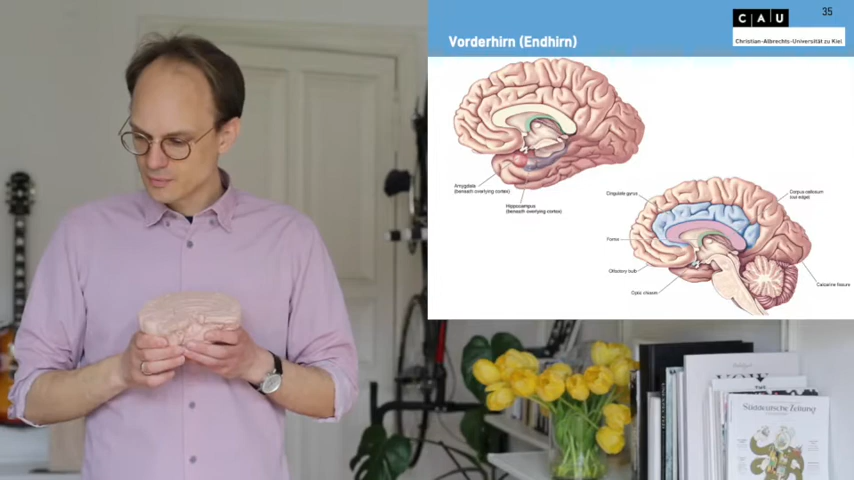 35
CAU
Christian-Albrechts-Universität zu Kiel
Vorderhirn (Endhirn)
Amygdala
(beneath overlying cortex)
Hippocampus
(beneath overlying cortex)
Cingulate gyrus
Corpus callosum
(cut edge)
Fornix
Olfactory bulb
Optic chiasm
Calcarine fissure
Süddeutsche Zeitung